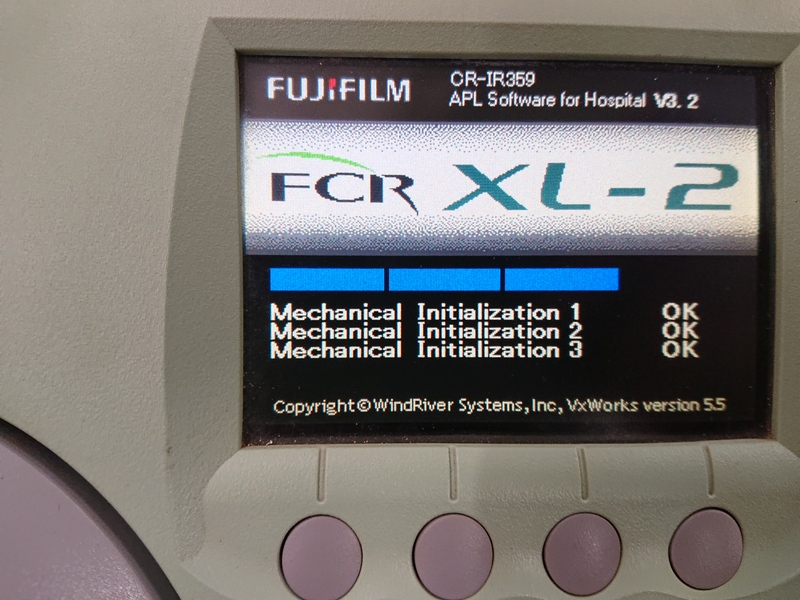 FUJIFILM
CR-IR359
APL Software for Hospital V3.2
FCR XL-2
Mechanical Initialization 1 OK
Mechanical Initialization 2 OK
Mechanical Initialization 3 OK
Copyright©WindRiver Systems,Inc, VxWorks version 5.5